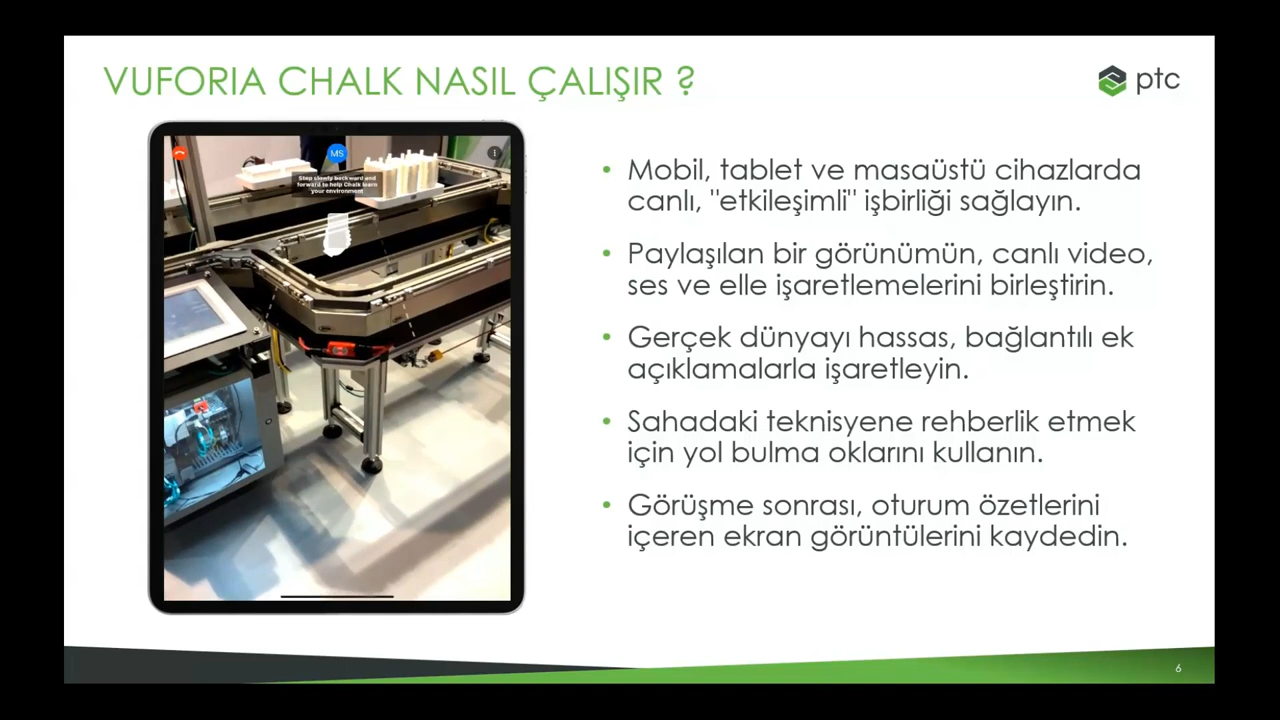 VUFORIA CHALK NASIL ÇALIŞIR ?
ptc
MS
Step slowly backward and
forward to help Chalk learn
your environment
• Mobil, tablet ve masaüstü cihazlarda
canlı, "etkileşimli" işbirliği sağlayın.
• Paylaşılan bir görünümün, canlı video,
ses ve elle işaretlemelerini birleştirin.
• Gerçek dünyayı hassas, bağlantılı ek
açıklamalarla işaretleyin.
• Sahadaki teknisyene rehberlik etmek
için yol bulma oklarını kullanın.
• Görüşme sonrası, oturum özetlerini
içeren ekran görüntülerini kaydedin.
6